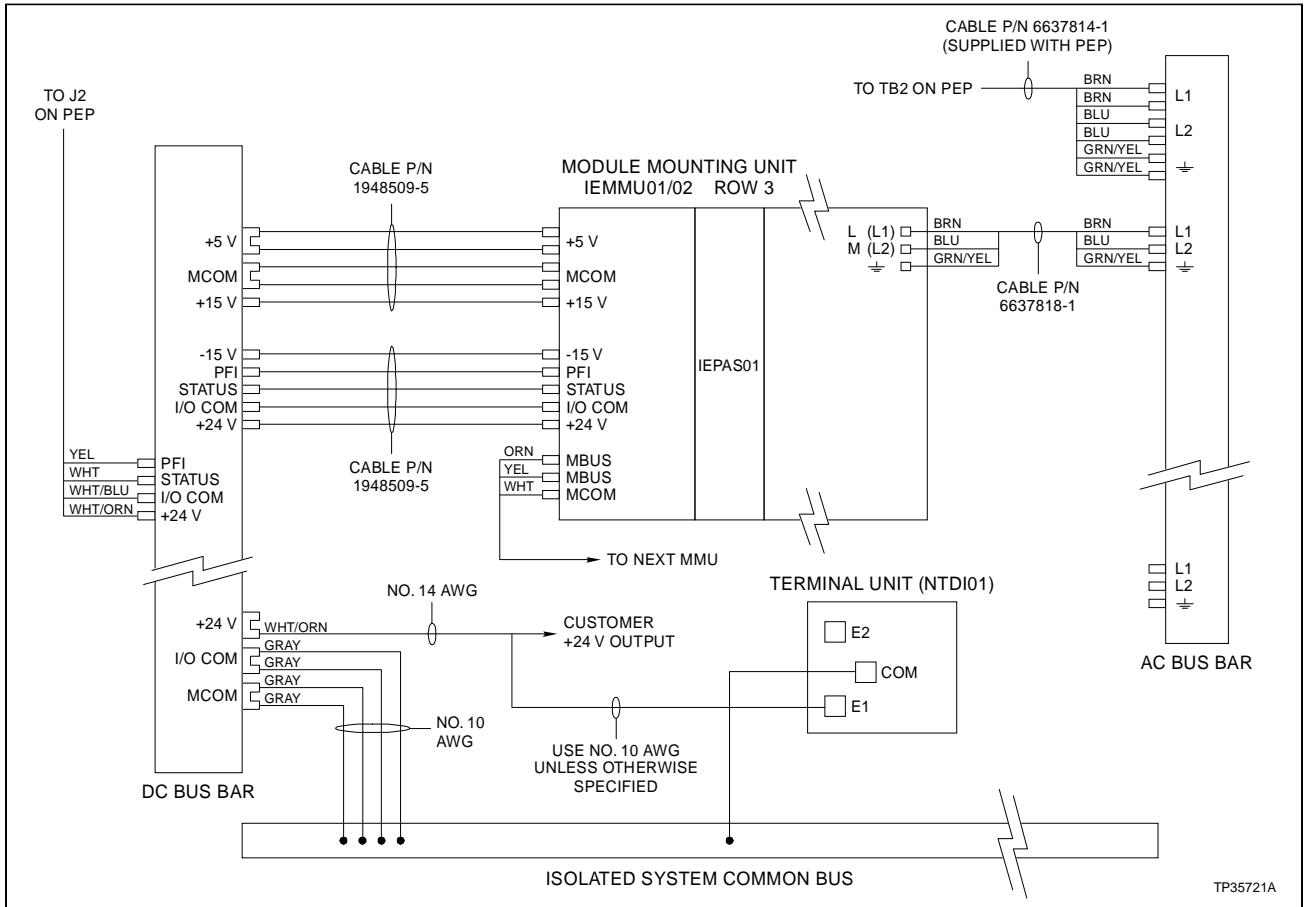 CABLE P/N 6637814-1
(SUPPLIED WITH PEP)
TO TB2 ON PEP
BRN
BRN
BLU
BLU
GRN/YEL
GRN/YEL
L1
L2
TO J2
ON PEP
CABLE P/N
1948509-5
MODULE MOUNTING UNIT
IEMMU01/02 ROW 3
+5 V
MCOM
+15 V
-15 V
PFI
STATUS
I/O COM
+24 V
+5 V
MCOM
+15 V
-15 V
PFI
STATUS
I/O COM
+24 V
IEPAS01
L (L1)
M (L2)
BRN
BLU
GRN/YEL
BRN
BLU
GRN/YEL
L1
L2
CABLE P/N
6637818-1
CABLE P/N
1948509-5
YEL
WHT
WHT/BLU
WHT/ORN
PFI
STATUS
I/O COM
+24 V
ORN
YEL
WHT
MBUS
MBUS
MCOM
TO NEXT MMU
L1
L2
AC BUS BAR
+24 V
I/O COM
MCOM
WHT/ORN
GRAY
GRAY
GRAY
GRAY
NO. 14 AWG
CUSTOMER
+24 V OUTPUT
NO. 10
AWG
USE NO. 10 AWG
UNLESS OTHERWISE
SPECIFIED
TERMINAL UNIT (NTDI01)
E2
COM
E1
DC BUS BAR
ISOLATED SYSTEM COMMON BUS
TP35721A